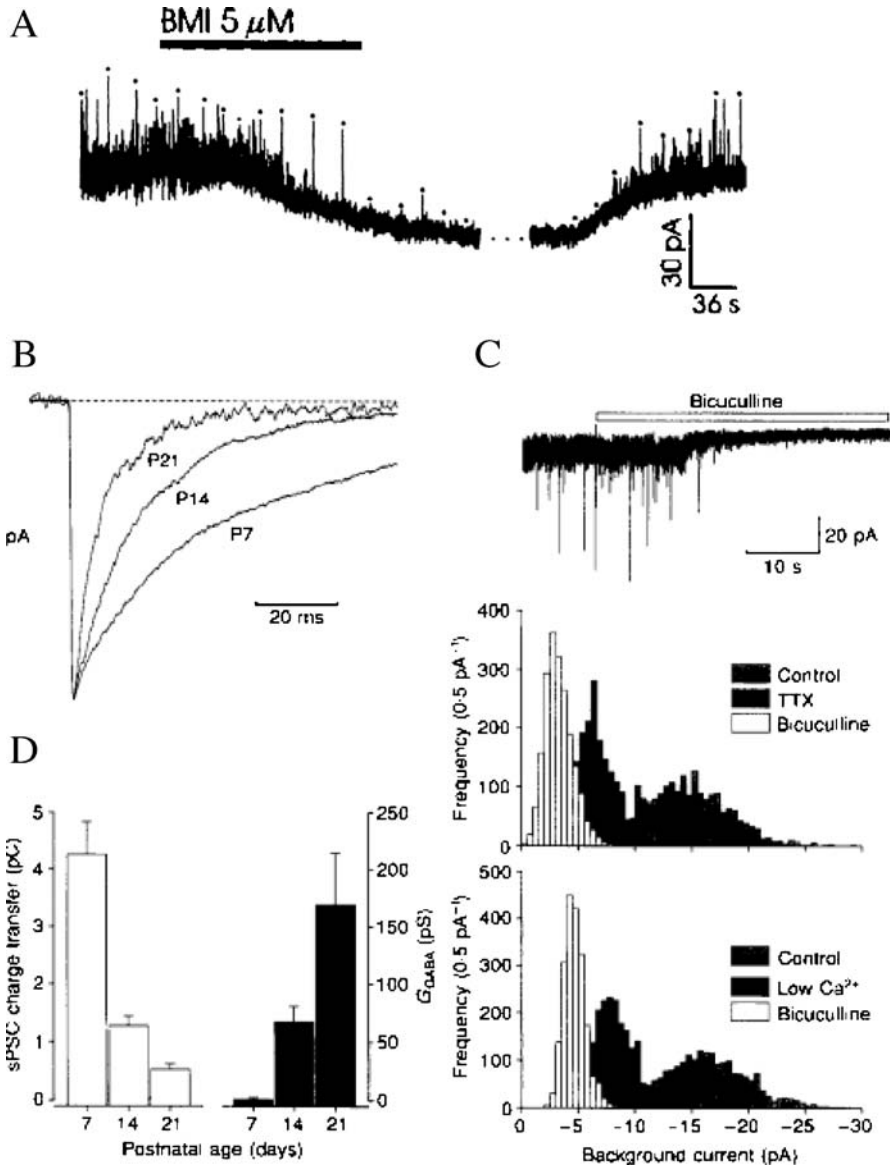 A
BMI 5 μM
30 pA
36 s
B
P21
P14
P7
pA
20 ms
C
Bicuculline
20 pA
10 s
400
300
200
100
0
Frequency (0·5 pA⁻¹)
Control
TTX
Bicuculline
500
400
300
200
100
0
Frequency (0·5 pA⁻¹)
Control
Low Ca²⁺
Bicuculline
0 −5 −10 −15 −20 −25 −30
Background current (pA)
D
5
4
3
2
1
0
sPSC charge transfer (pC)
250
200
150
100
50
0
G_GABA (pS)
7 14 21 7 14 21
Postnatal age (days)